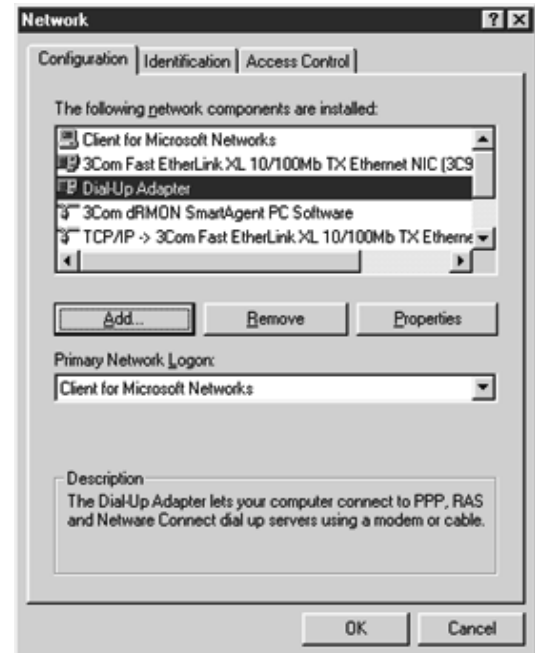 Network
Configuration Identification Access Control
The following network components are installed:
Client for Microsoft Networks
3Com Fast EtherLink XL 10/100Mb TX Ethernet NIC (3C9
Dial-Up Adapter
3Com dRMON SmartAgent PC Software
TCP/IP -> 3Com Fast EtherLink XL 10/100Mb TX Etherne
Add... Remove Properties
Primary Network Logon:
Client for Microsoft Networks
Description
The Dial-Up Adapter lets your computer connect to PPP, RAS
and Netware Connect dial up servers using a modem or cable.
OK Cancel